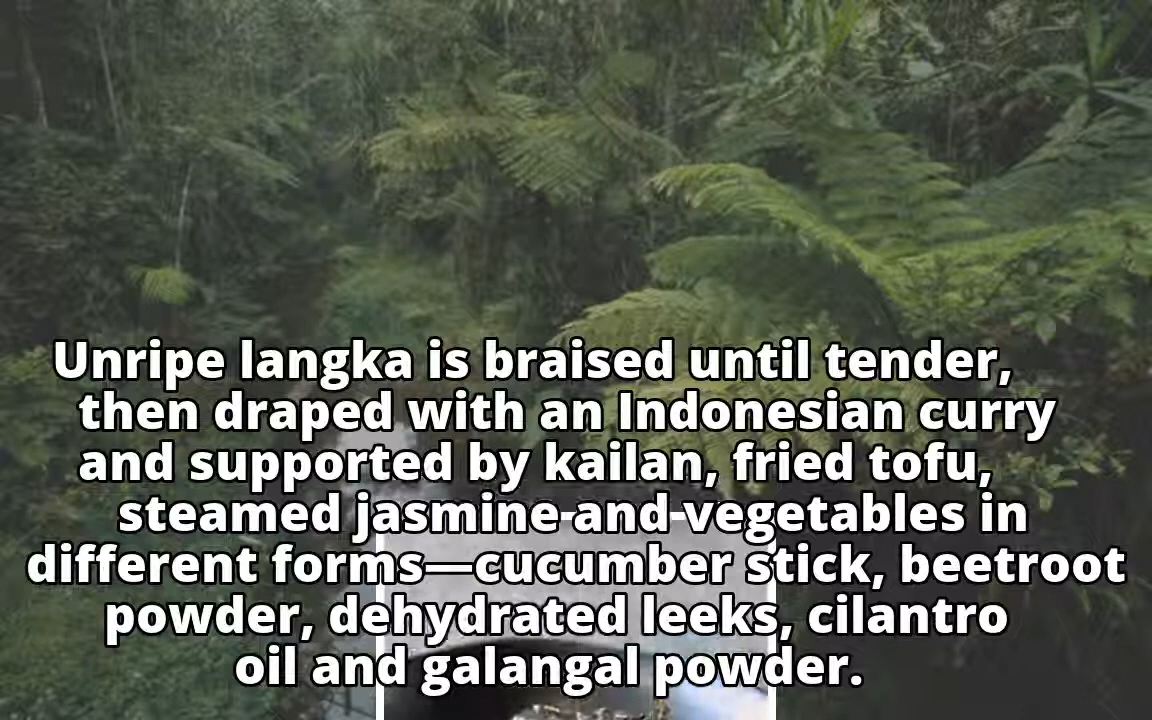 Unripe langka is braised until tender,
then draped with an Indonesian curry
and supported by kailan, fried tofu,
steamed jasmine and vegetables in
different forms—cucumber stick, beetroot
powder, dehydrated leeks, cilantro
oil and galangal powder.